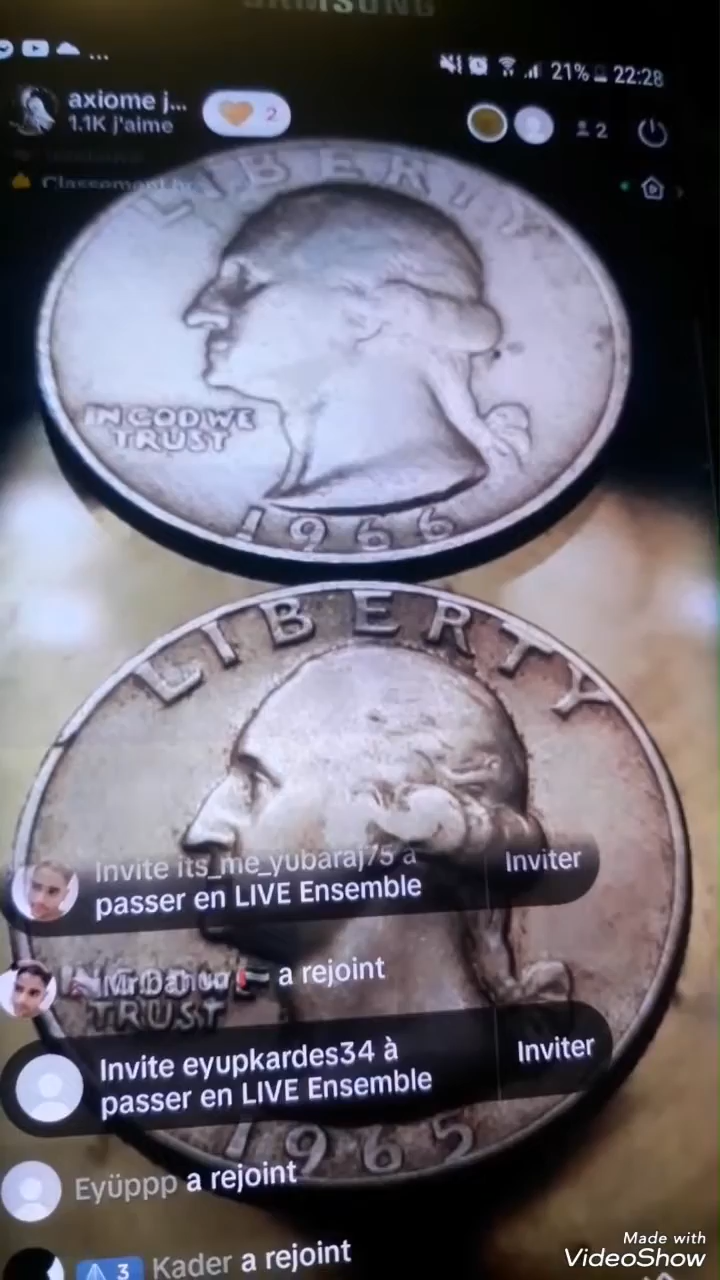 SAMSUNG
...
21% 22:28
axiome j...
1.1K j'aime
2
2
LIBERTY
IN GOD WE
TRUST
1966
LIBERTY
Invite its_me_yubaraj75 à
passer en LIVE Ensemble
Inviter
a rejoint
TRUST
Invite eyupkardes34 à
passer en LIVE Ensemble
Inviter
1965
Eyüppp a rejoint
3 Kader a rejoint
Made with
VideoShow